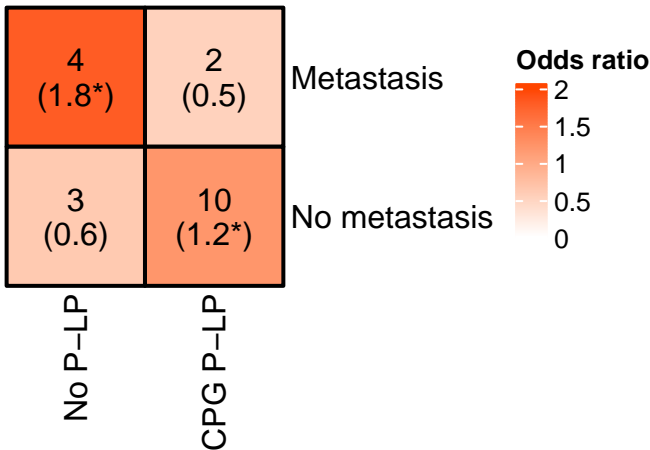 4
(1.8*)
2
(0.5)
Metastasis
3
(0.6)
10
(1.2*)
No metastasis
No P–LP
CPG P–LP
Odds ratio
2
1.5
1
0.5
0